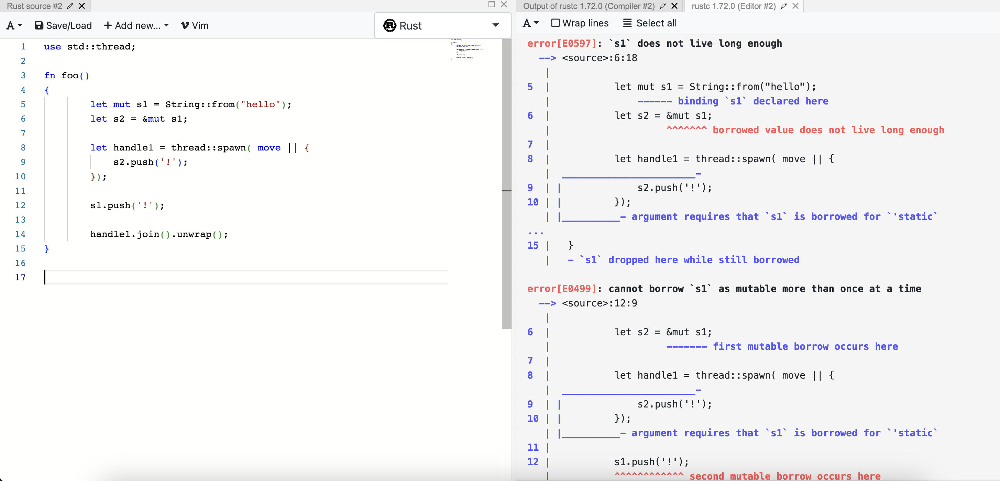 Rust source #2
A Save/Load + Add new... Vim Rust
1 use std::thread;
2
3 fn foo()
4 {
5         let mut s1 = String::from("hello");
6         let s2 = &mut s1;
7
8         let handle1 = thread::spawn( move || {
9             s2.push('!');
10         });
11
12         s1.push('!');
13
14         handle1.join().unwrap();
15 }
16
17
Output of rustc 1.72.0 (Compiler #2) rustc 1.72.0 (Editor #2)
A Wrap lines Select all
error[E0597]: `s1` does not live long enough
  --> <source>:6:18
   |
5  |         let mut s1 = String::from("hello");
   |             ------ binding `s1` declared here
6  |         let s2 = &mut s1;
   |                  ^^^^^^^ borrowed value does not live long enough
7  |
8  |         let handle1 = thread::spawn( move || {
   |  _______________________-
9  | |             s2.push('!');
10 | |         });
   | |__________- argument requires that `s1` is borrowed for `'static`
...
15 |   }
   |   - `s1` dropped here while still borrowed
error[E0499]: cannot borrow `s1` as mutable more than once at a time
  --> <source>:12:9
   |
6  |         let s2 = &mut s1;
   |                  ------- first mutable borrow occurs here
7  |
8  |         let handle1 = thread::spawn( move || {
   |  _______________________-
9  | |             s2.push('!');
10 | |         });
   | |__________- argument requires that `s1` is borrowed for `'static`
11 |
12 |         s1.push('!');
   |         ^^^^^^^^^^^^ second mutable borrow occurs here